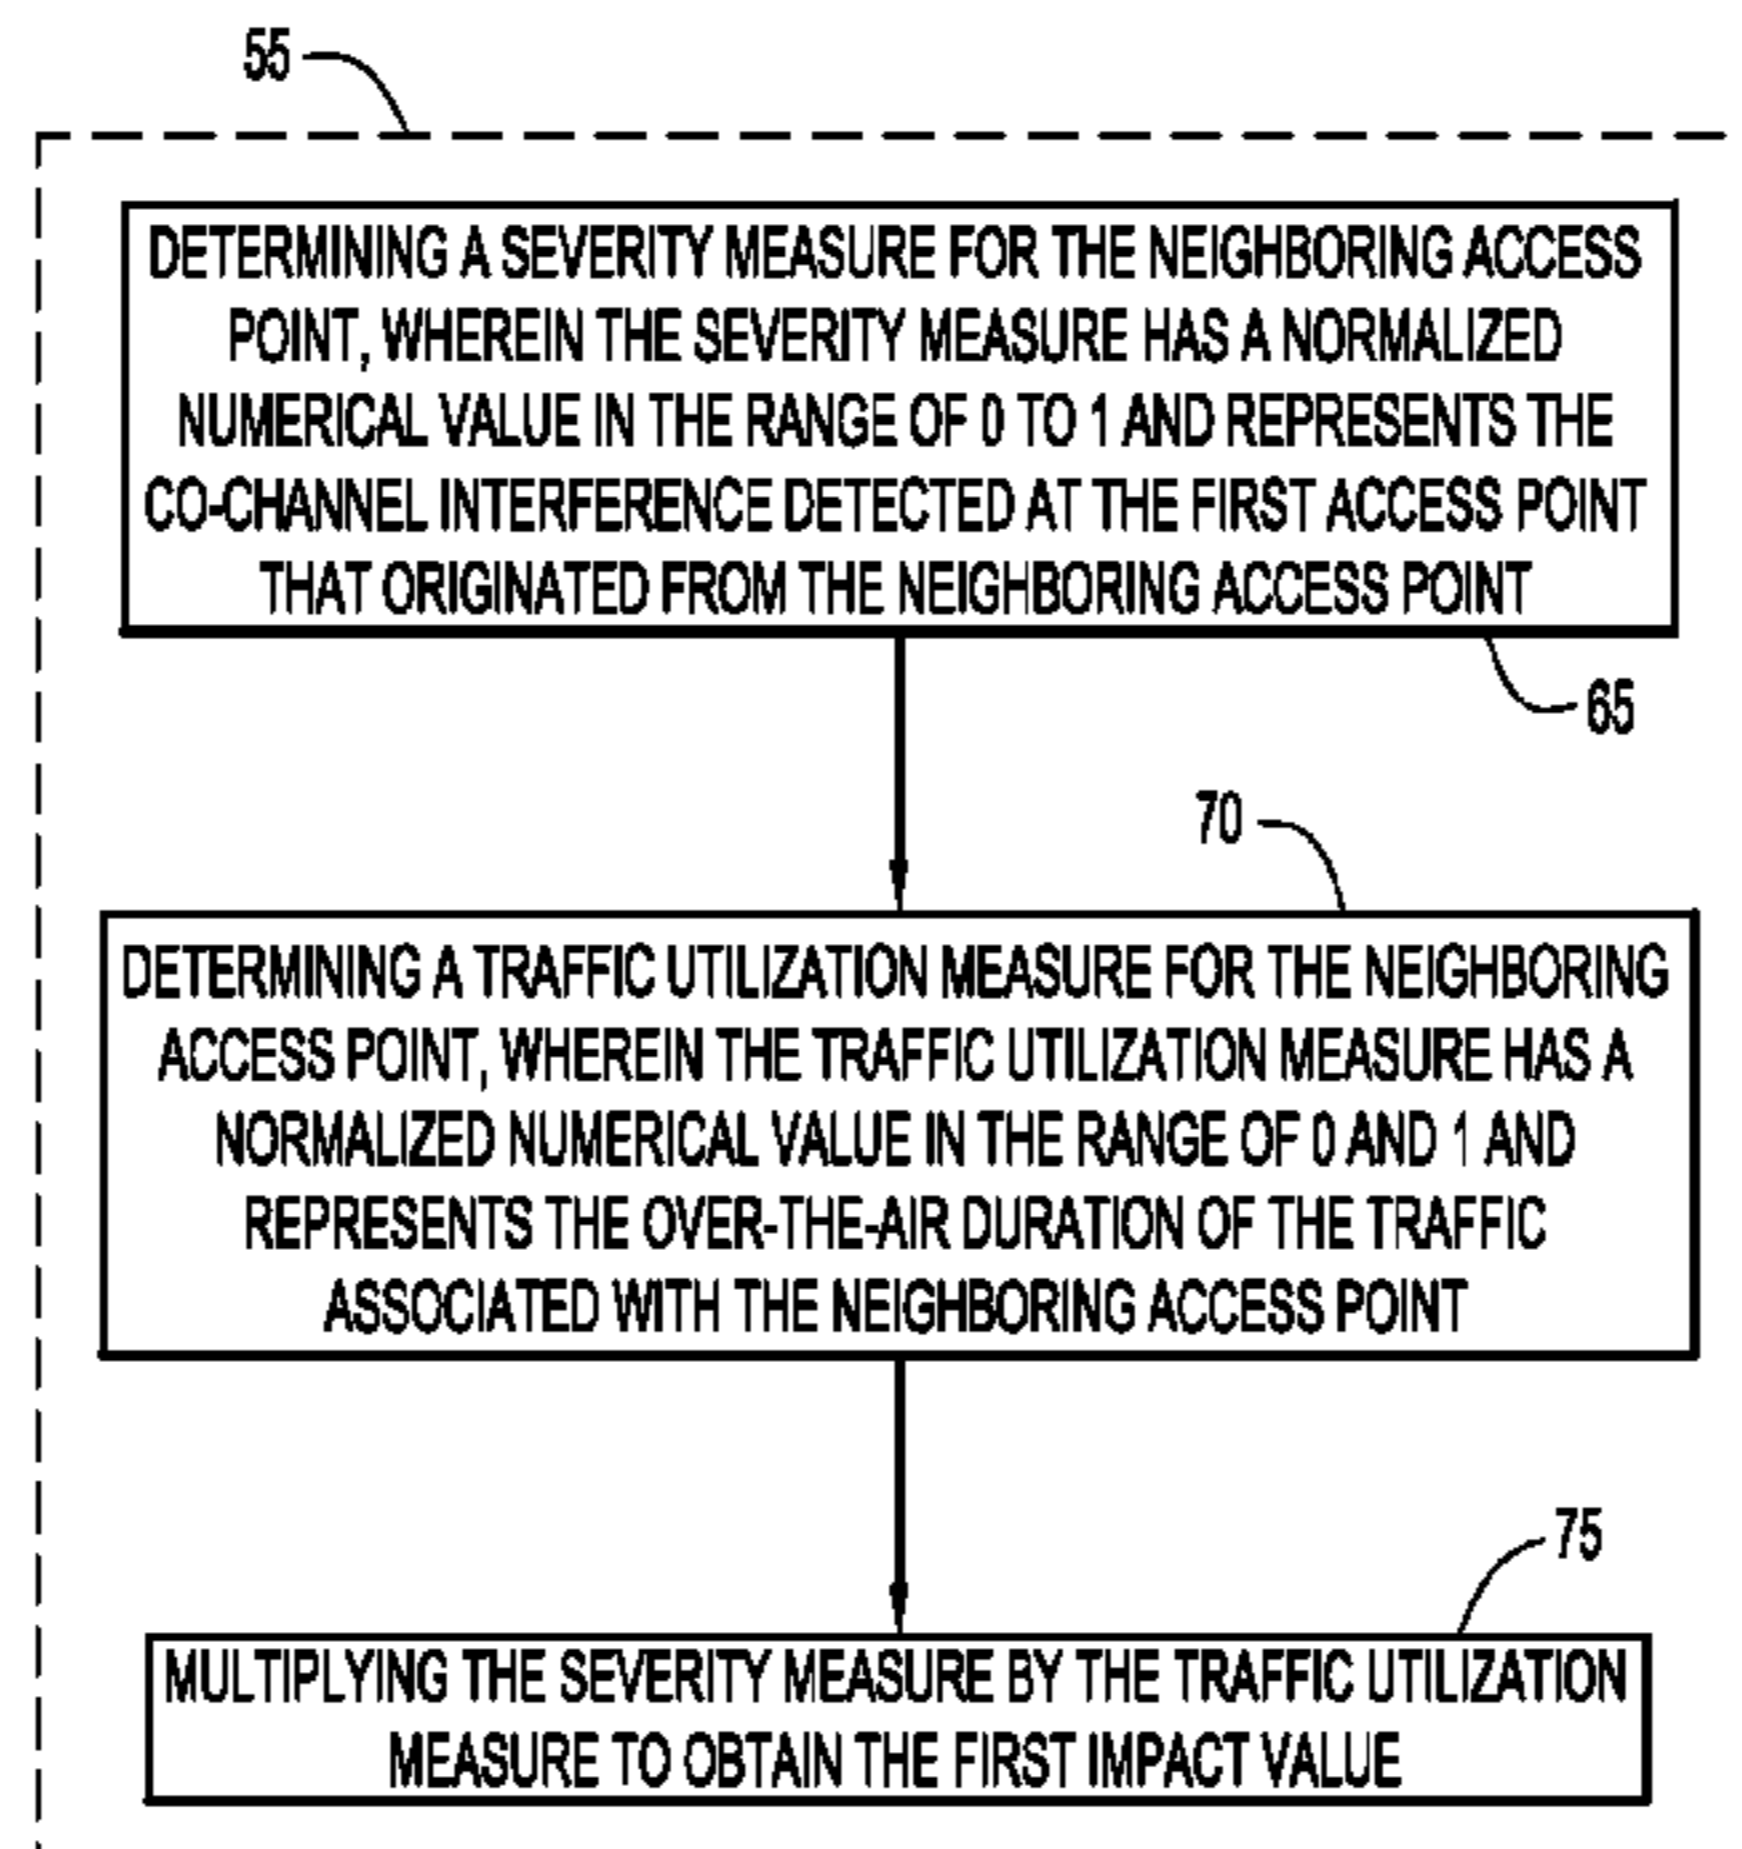 55
DETERMINING A SEVERITY MEASURE FOR THE NEIGHBORING ACCESS
POINT, WHEREIN THE SEVERITY MEASURE HAS A NORMALIZED
NUMERICAL VALUE IN THE RANGE OF 0 TO 1 AND REPRESENTS THE
CO-CHANNEL INTERFERENCE DETECTED AT THE FIRST ACCESS POINT
THAT ORIGINATED FROM THE NEIGHBORING ACCESS POINT
65
70
DETERMINING A TRAFFIC UTILIZATION MEASURE FOR THE NEIGHBORING
ACCESS POINT, WHEREIN THE TRAFFIC UTILIZATION MEASURE HAS A
NORMALIZED NUMERICAL VALUE IN THE RANGE OF 0 AND 1 AND
REPRESENTS THE OVER-THE-AIR DURATION OF THE TRAFFIC
ASSOCIATED WITH THE NEIGHBORING ACCESS POINT
75
MULTIPLYING THE SEVERITY MEASURE BY THE TRAFFIC UTILIZATION
MEASURE TO OBTAIN THE FIRST IMPACT VALUE